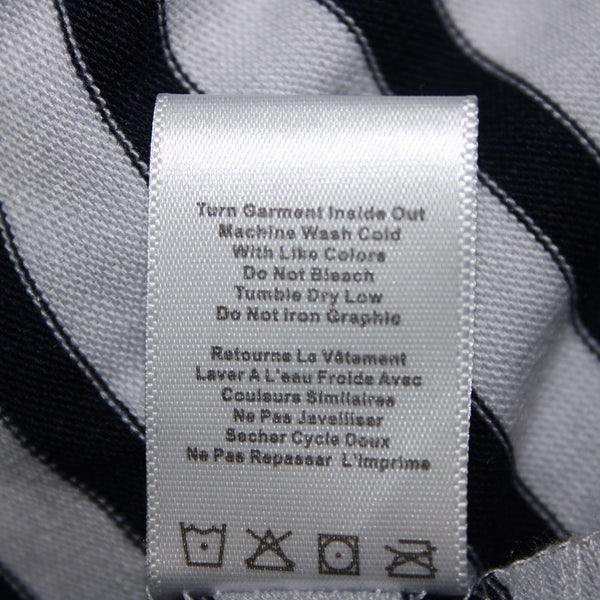 Turn Garment Inside Out
Machine Wash Cold
With Like Colors
Do Not Bleach
Tumble Dry Low
Do Not Iron Graphic
Retourne Le Vêtement
Laver A L'eau Froide Avec
Couleurs Similiaires
Ne Pas Javelliser
Secher Cycle Doux
Ne Pas Repasser L'imprime